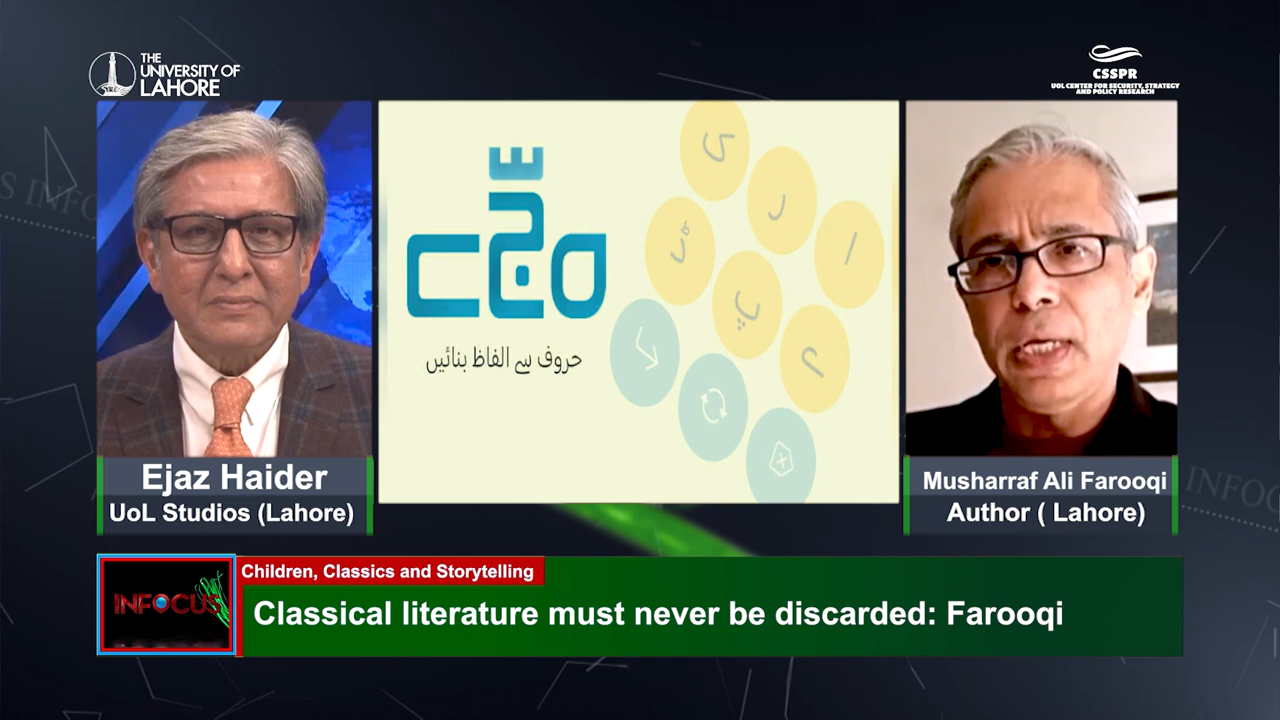 THE
UNIVERSITY OF
LAHORE
CSSPR
UOL CENTER FOR SECURITY, STRATEGY
AND POLICY RESEARCH
حروف سے الفاظ بنائیں
ک
ر
ا
ڑ
پ
ل
Ejaz Haider
UoL Studios (Lahore)
Musharraf Ali Farooqi
Author ( Lahore)
INFOCUS
Children, Classics and Storytelling
Classical literature must never be discarded: Farooqi